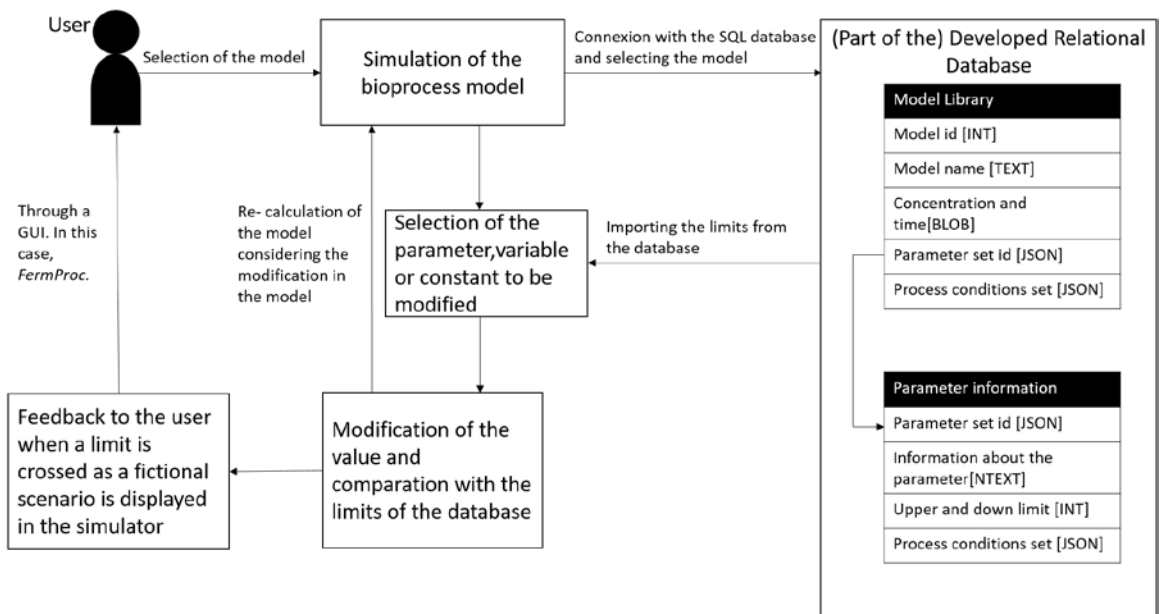 User
Selection of the model
Simulation of the
bioprocess model
Connexion with the SQL database
and selecting the model
(Part of the) Developed Relational
Database
Model Library
Model id [INT]
Model name [TEXT]
Concentration and
time[BLOB]
Parameter set Id [JSON]
Process conditions set [JSON]
Through a
GUI. In this
case,
FermProc.
Re- calculation of
the model
considering the
modification in
the model
Selection of the
parameter,variable
or constant to be
modified
Importing the limits from
the database
Parameter information
Parameter set id [JSON]
Information about the
parameter[NTEXT]
Upper and down limit [INT]
Process conditions set [JSON]
Feedback to the user
when a limit is
crossed as a fictional
scenario is displayed
in the simulator
Modification of the
value and
comparation with the
limits of the database